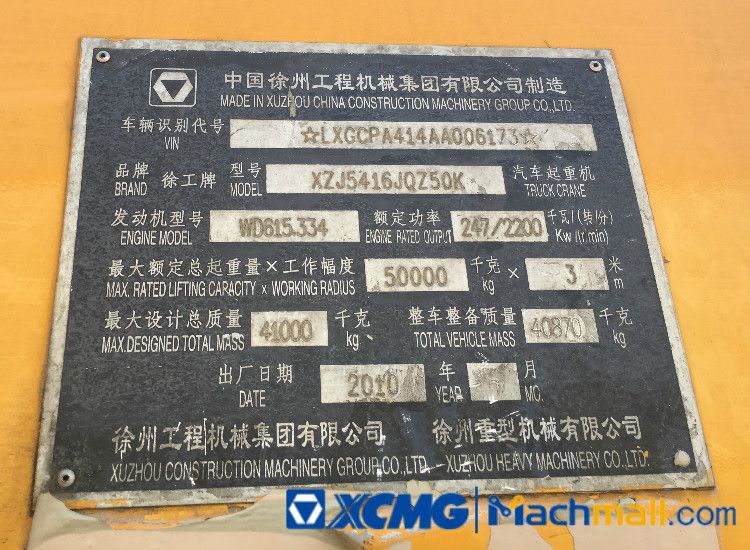 中国徐州工程机械集团有限公司制造
MADE IN XUZHOU CHINA CONSTRUCTION MACHINERY GROUP CO.,LTD.
车辆识别代号 ☆LXGCPA414AA006173☆
VIN
品牌 徐工牌 型号 XZJ5416JQZ50K 汽车起重机
BRAND MODEL TRUCK CRANE
发动机型号 WD615.334 额定功率 247/2200 千瓦/(转/分)
ENGINE MODEL ENGINE RATED OUTPUT Kw/(r.min)
最大额定总起重量×工作幅度 50000 千克 × 3 米
MAX. RATED LIFTING CAPACITY × WORKING RADIUS kg m
最大设计总质量 41000 千克 整车整备质量 40870 千克
MAX.DESIGNED TOTAL MASS kg TOTAL VEHICLE MASS kg
出厂日期 2010 年 月
DATE YEAR MO.
徐州工程机械集团有限公司 徐州重型机械有限公司
XUZHOU CONSTRUCTION MACHINERY GROUP CO.,LTD. XUZHOU HEAVY MACHINERY CO.,LTD.
XCMG | Machmall.com